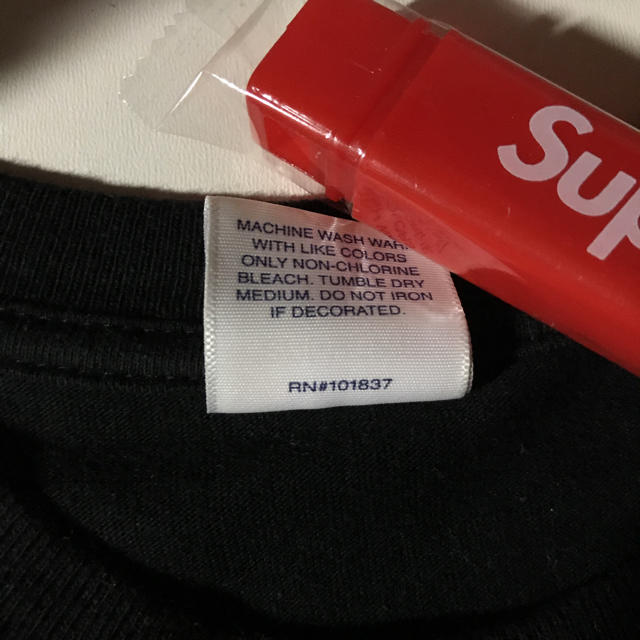 Sup
MACHINE WASH WAR
WITH LIKE COLORS
ONLY NON-CHLORINE
BLEACH. TUMBLE DRY
MEDIUM. DO NOT IRON
IF DECORATED.
RN#101837